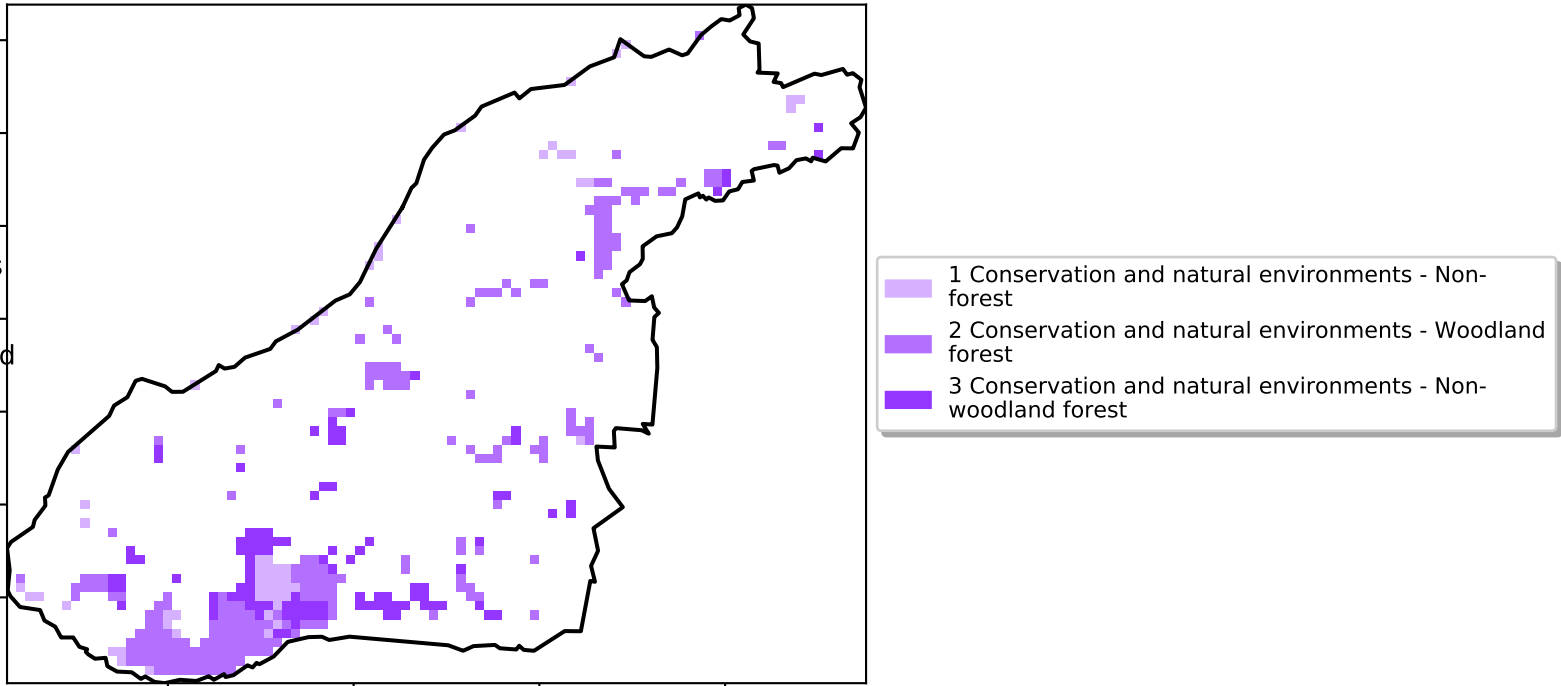 1 Conservation and natural environments - Non-
forest
2 Conservation and natural environments - Woodland
forest
3 Conservation and natural environments - Non-
woodland forest
d